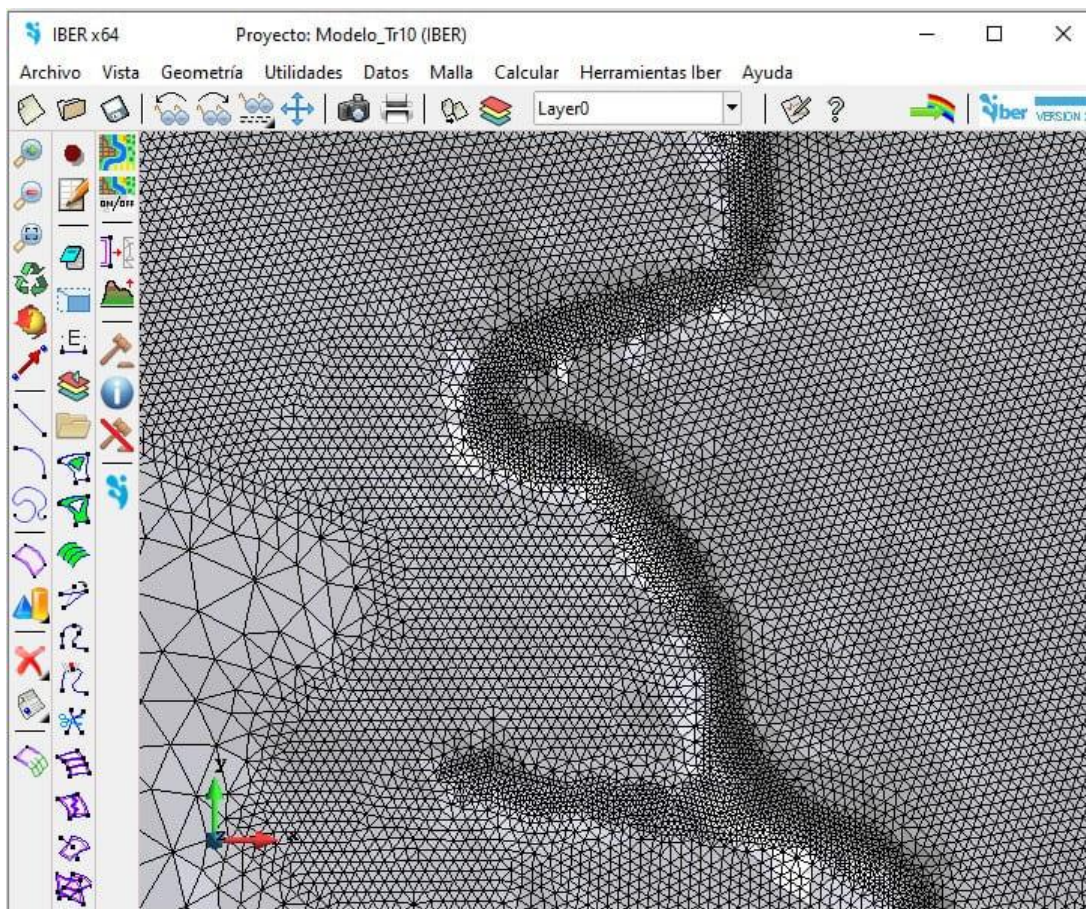 IBER x64 Proyecto: Modelo_Tr10 (IBER)
Archivo Vista Geometría Utilidades Datos Malla Calcular Herramientas Iber Ayuda
Layer0 ? iber VERSION
ON/OFF
E
y
x